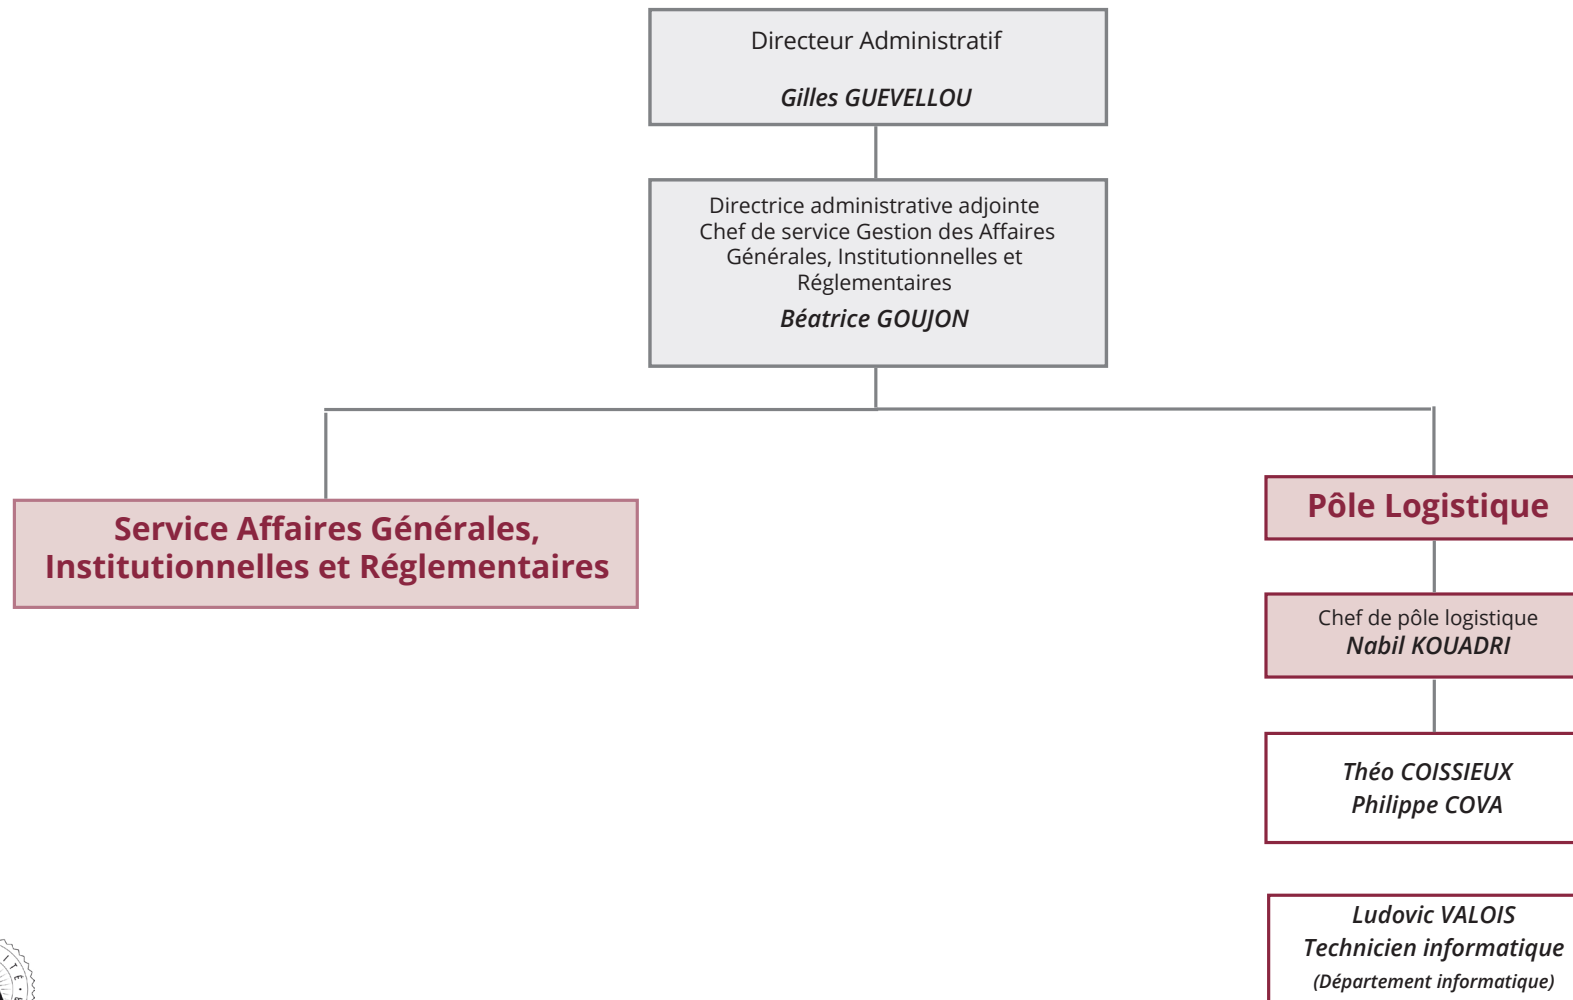 Directeur Administratif
Gilles GUEVELLOU
Directrice administrative adjointe
Chef de service Gestion des Affaires
Générales, Institutionnelles et
Réglementaires
Béatrice GOUJON
Service Affaires Générales,
Institutionnelles et Réglementaires
Pôle Logistique
Chef de pôle logistique
Nabil KOUADRI
Théo COISSIEUX
Philippe COVA
Ludovic VALOIS
Technicien informatique
(Département informatique)